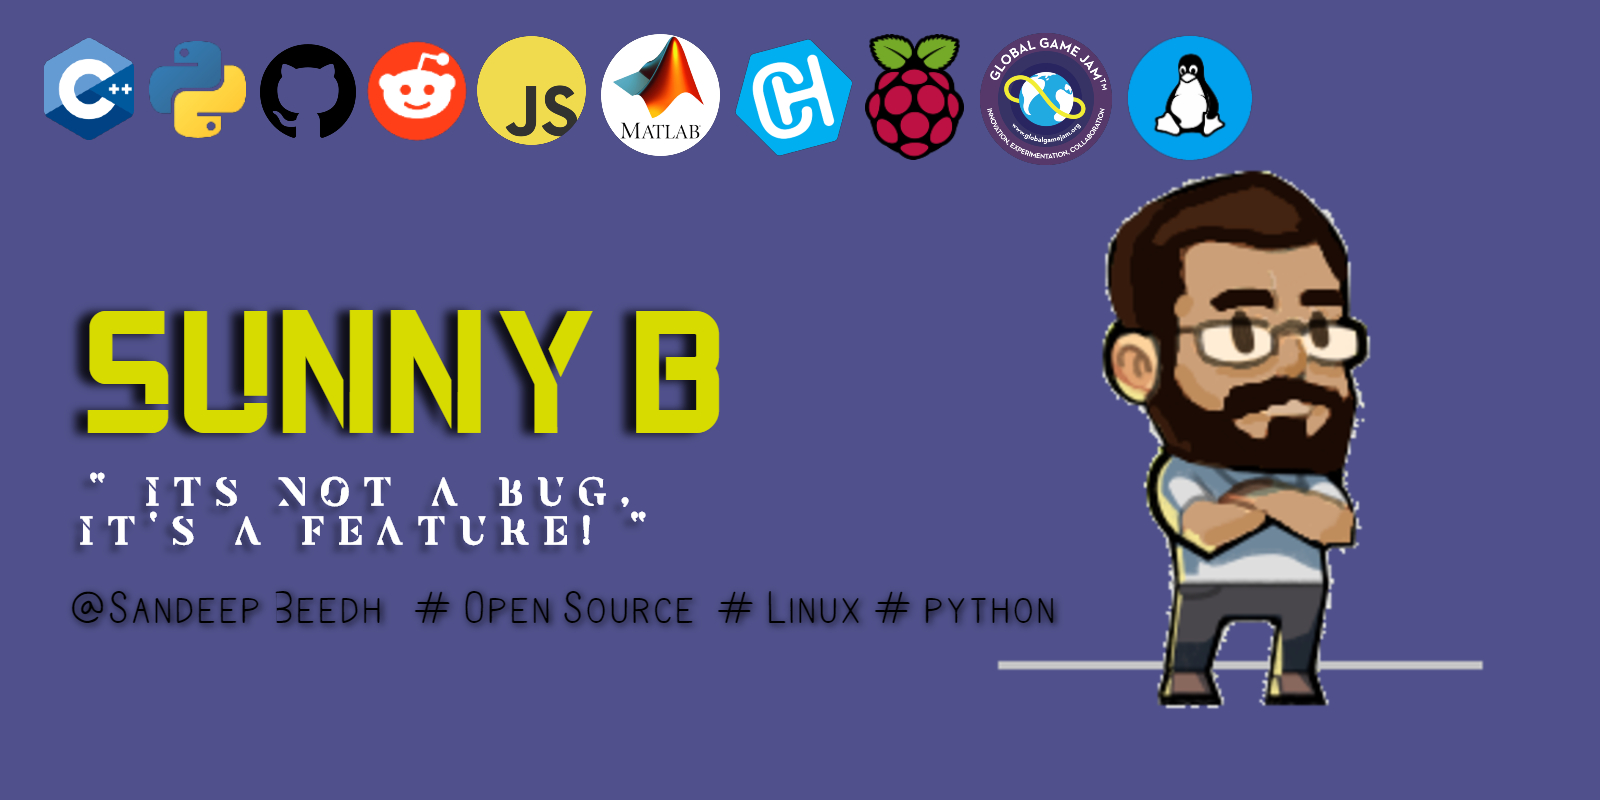 C++
JS
MATLAB
CH
GLOBAL GAME JAM™
www.globalgamejam.org
INNOVATION, EXPERIMENTATION, COLLABORATION
SUNNY B
" ITS NOT A BUG,
IT'S A FEATURE! "
@SANDEEP BEEDH # OPEN SOURCE # LINUX # PYTHON